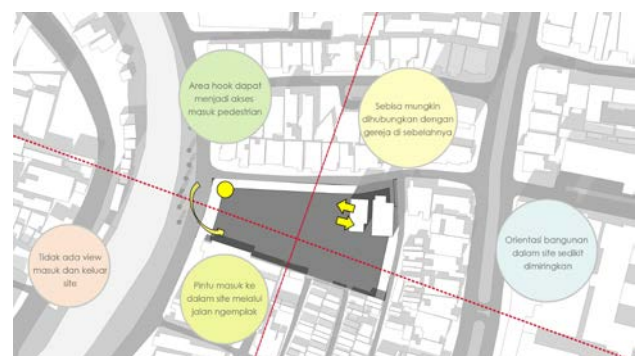 Area hook dapat
menjadi akses
masuk pedestrian
Sebisa mungkin
dihubungkan dengan
gereja di sebelahnya
Tidak ada view
masuk dan keluar
site
Pintu masuk ke
dalam site melalui
jalan ngemplak
Orientasi bangunan
dalam site sedikit
dimiringkan